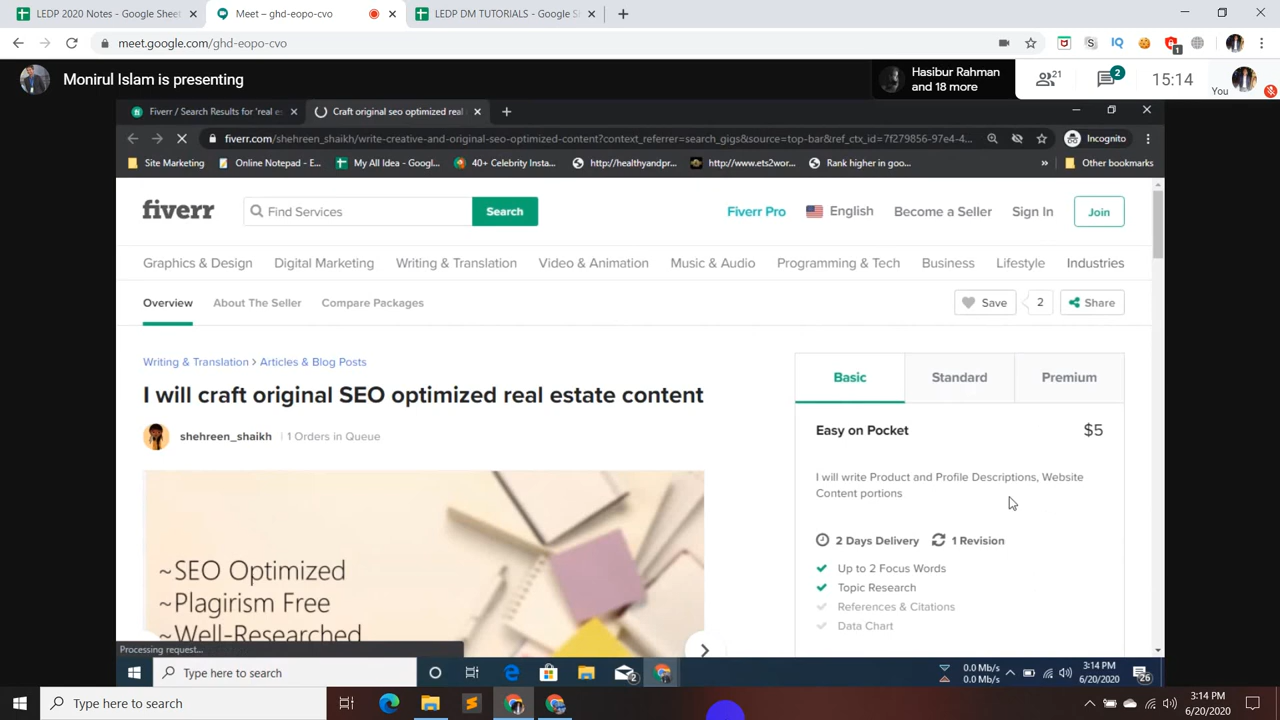 LEDP 2020 Notes - Google Sheet
Meet – ghd-eopo-cvo
LEDP DM TUTORIALS - Google S
meet.google.com/ghd-eopo-cvo
Monirul Islam is presenting
Hasibur Rahman
and 18 more
21
2
15:14
You
Fiverr / Search Results for 'real es
Craft original seo optimized real
fiverr.com/shehreen_shaikh/write-creative-and-original-seo-optimized-content?context_referrer=search_gigs&source=top-bar&ref_ctx_id=7f279856-97e4-4...
Incognito
Site Marketing
Online Notepad - E...
My All Idea - Googl...
40+ Celebrity Insta...
http://healthyandpr...
http://www.ets2wor...
Rank higher in goo...
Other bookmarks
fiverr
Find Services
Search
Fiverr Pro
English
Become a Seller
Sign In
Join
Graphics & Design
Digital Marketing
Writing & Translation
Video & Animation
Music & Audio
Programming & Tech
Business
Lifestyle
Industries
Overview
About The Seller
Compare Packages
Save
2
Share
Writing & Translation > Articles & Blog Posts
I will craft original SEO optimized real estate content
shehreen_shaikh
1 Orders in Queue
~SEO Optimized
~Plagirism Free
~Well-Researched
Basic
Standard
Premium
Easy on Pocket
$5
I will write Product and Profile Descriptions, Website
Content portions
2 Days Delivery
1 Revision
Up to 2 Focus Words
Topic Research
References & Citations
Data Chart
Processing request...
Type here to search
2
0.0 Mb/s
0.0 Mb/s
3:14 PM
6/20/2020
26
Type here to search
3:14 PM
6/20/2020